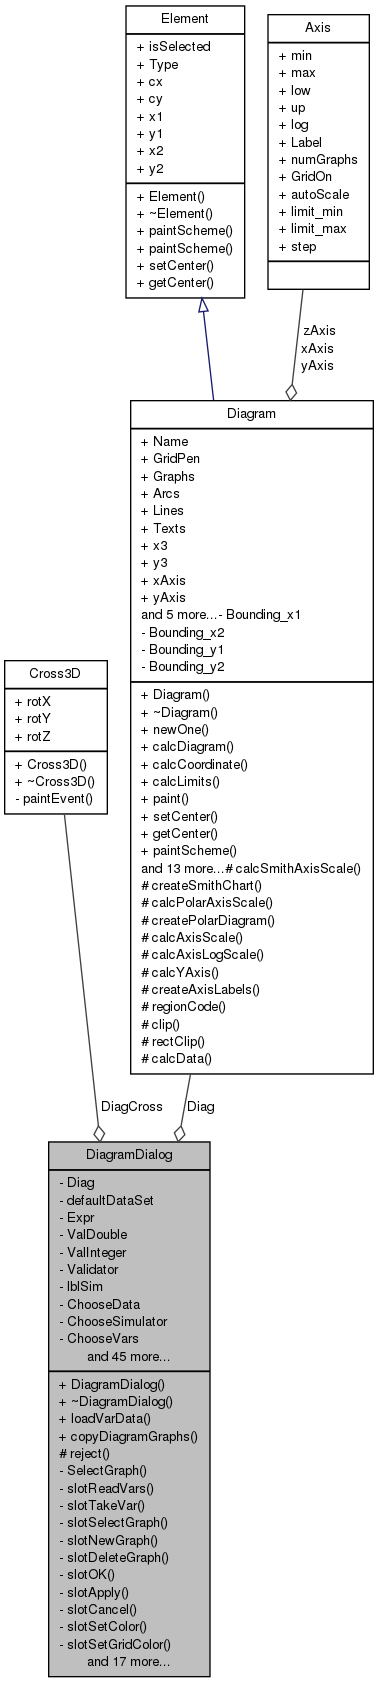 Element
+ isSelected
+ Type
+ cx
+ cy
+ x1
+ y1
+ x2
+ y2
+ Element()
+ ~Element()
+ paintScheme()
+ paintScheme()
+ setCenter()
+ getCenter()
Axis
+ min
+ max
+ low
+ up
+ log
+ Label
+ numGraphs
+ GridOn
+ autoScale
+ limit_min
+ limit_max
+ step
zAxis
xAxis
yAxis
Diagram
+ Name
+ GridPen
+ Graphs
+ Arcs
+ Lines
+ Texts
+ x3
+ y3
+ xAxis
+ yAxis
and 5 more...- Bounding_x1
- Bounding_x2
- Bounding_y1
- Bounding_y2
+ Diagram()
+ ~Diagram()
+ newOne()
+ calcDiagram()
+ calcCoordinate()
+ calcLimits()
+ paint()
+ setCenter()
+ getCenter()
+ paintScheme()
and 13 more...# calcSmithAxisScale()
# createSmithChart()
# calcPolarAxisScale()
# createPolarDiagram()
# calcAxisScale()
# calcAxisLogScale()
# calcYAxis()
# createAxisLabels()
# regionCode()
# clip()
# rectClip()
# calcData()
Cross3D
+ rotX
+ rotY
+ rotZ
+ Cross3D()
+ ~Cross3D()
- paintEvent()
DiagCross
Diag
DiagramDialog
- Diag
- defaultDataSet
- Expr
- ValDouble
- ValInteger
- Validator
- lblSim
- ChooseData
- ChooseSimulator
- ChooseVars
and 45 more...
+ DiagramDialog()
+ ~DiagramDialog()
+ loadVarData()
+ copyDiagramGraphs()
# reject()
- SelectGraph()
- slotReadVars()
- slotTakeVar()
- slotSelectGraph()
- slotNewGraph()
- slotDeleteGraph()
- slotOK()
- slotApply()
- slotCancel()
- slotSetColor()
- slotSetGridColor()
and 17 more...